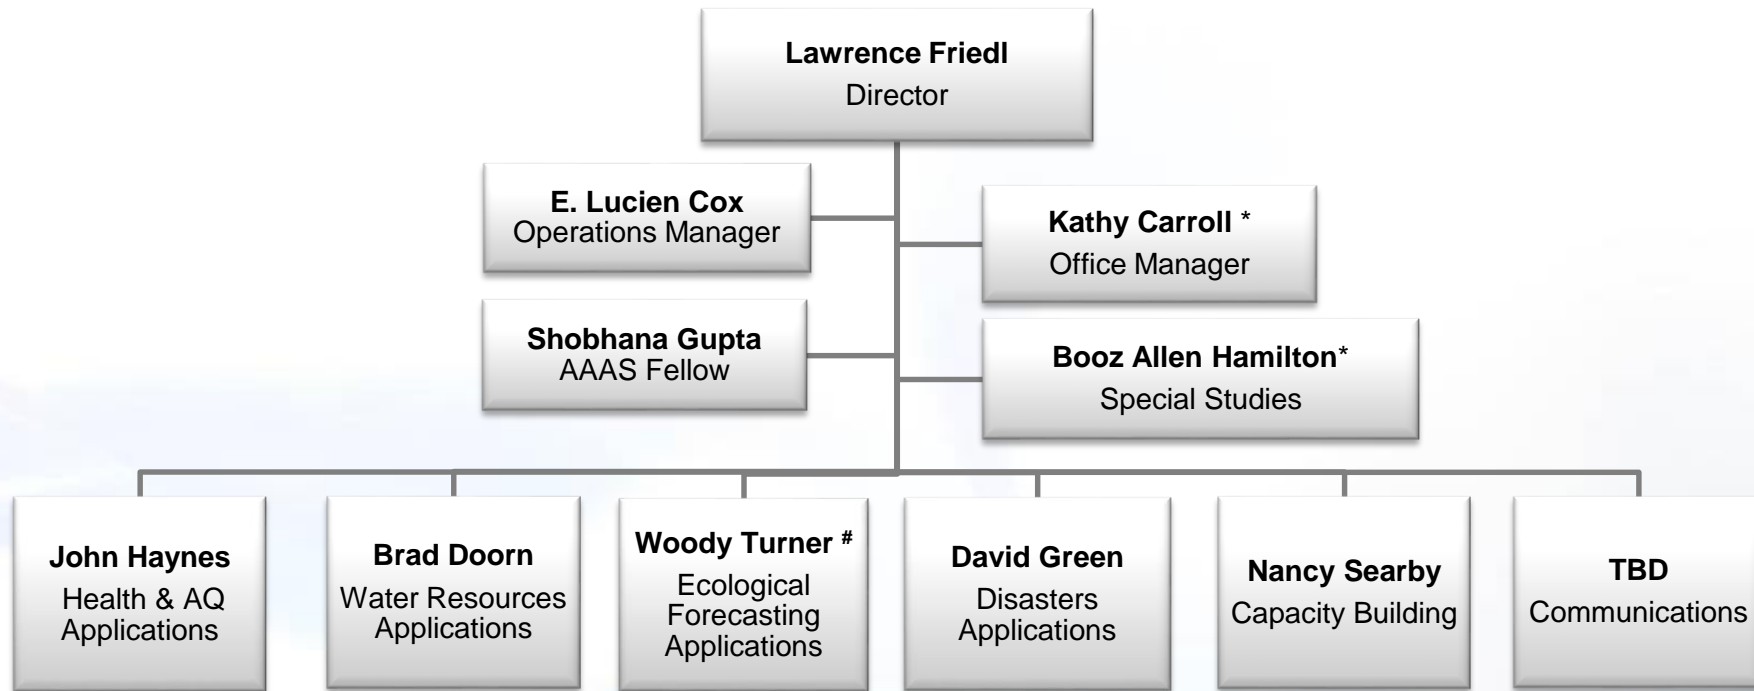 Lawrence Friedl
Director
E. Lucien Cox
Operations Manager
Kathy Carroll *
Office Manager
Shobhana Gupta
AAAS Fellow
Booz Allen Hamilton*
Special Studies
John Haynes
Health & AQ
Applications
Brad Doorn
Water Resources
Applications
Woody Turner #
Ecological
Forecasting
Applications
David Green
Disasters
Applications
Nancy Searby
Capacity Building
TBD
Communications